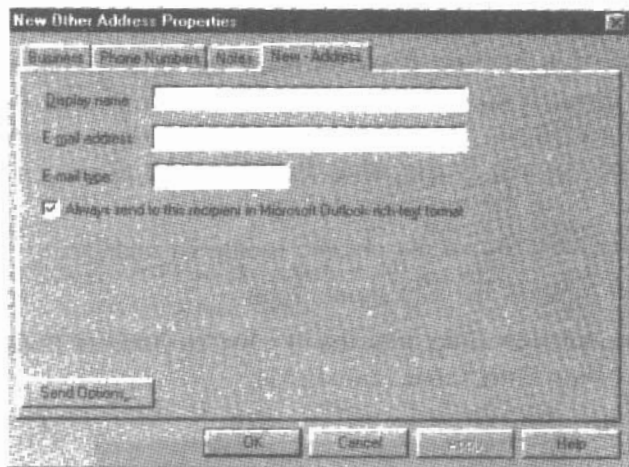 New Other Address Properties
Business Phone Numbers Notes New - Address
Display name
E-mail address
E-mail type:
Always send to this recipient in Microsoft Outlook rich-text format
Send Options...
OK Cancel Apply Help